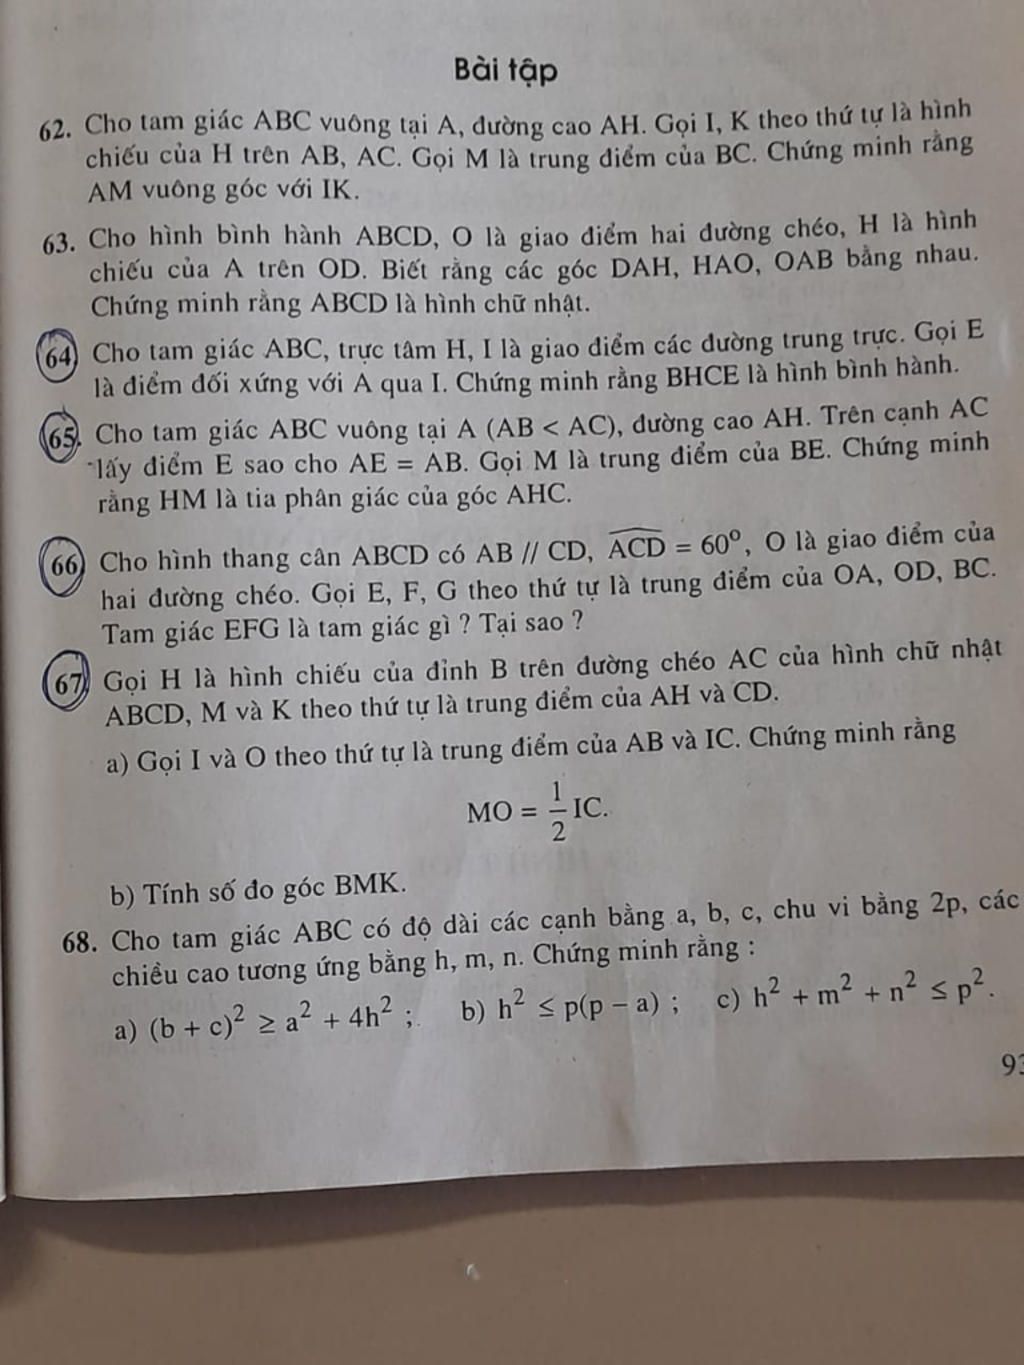 Bài tập
62. Cho tam giác ABC vuông tại A, đường cao AH. Gọi I, K theo thứ tự là hình
chiếu của H trên AB, AC. Gọi M là trung điểm của BC. Chứng minh rằng
AM vuông góc với IK.
63. Cho hình bình hành ABCD, O là giao điểm hai đường chéo, H là hình
chiếu của A trên OD. Biết rằng các góc DAH, HAO, OAB bằng nhau.
Chứng minh rằng ABCD là hình chữ nhật.
64. Cho tam giác ABC, trực tâm H, I là giao điểm các đường trung trực. Gọi E
là điểm đối xứng với A qua I. Chứng minh rằng BHCE là hình bình hành.
65. Cho tam giác ABC vuông tại A (AB < AC), đường cao AH. Trên cạnh AC
lấy điểm E sao cho AE = AB. Gọi M là trung điểm của BE. Chứng minh
rằng HM là tia phân giác của góc AHC.
66. Cho hình thang cân ABCD có AB // CD, \widehat{ACD} = 60°, O là giao điểm của
hai đường chéo. Gọi E, F, G theo thứ tự là trung điểm của OA, OD, BC.
Tam giác EFG là tam giác gì ? Tại sao ?
67. Gọi H là hình chiếu của đỉnh B trên đường chéo AC của hình chữ nhật
ABCD, M và K theo thứ tự là trung điểm của AH và CD.
a) Gọi I và O theo thứ tự là trung điểm của AB và IC. Chứng minh rằng
MO = \frac{1}{2} IC.
b) Tính số đo góc BMK.
68. Cho tam giác ABC có độ dài các cạnh bằng a, b, c, chu vi bằng 2p, các
chiều cao tương ứng bằng h, m, n. Chứng minh rằng :
a) (b + c)² ≥ a² + 4h² ; b) h² ≤ p(p – a) ; c) h² + m² + n² ≤ p².
93